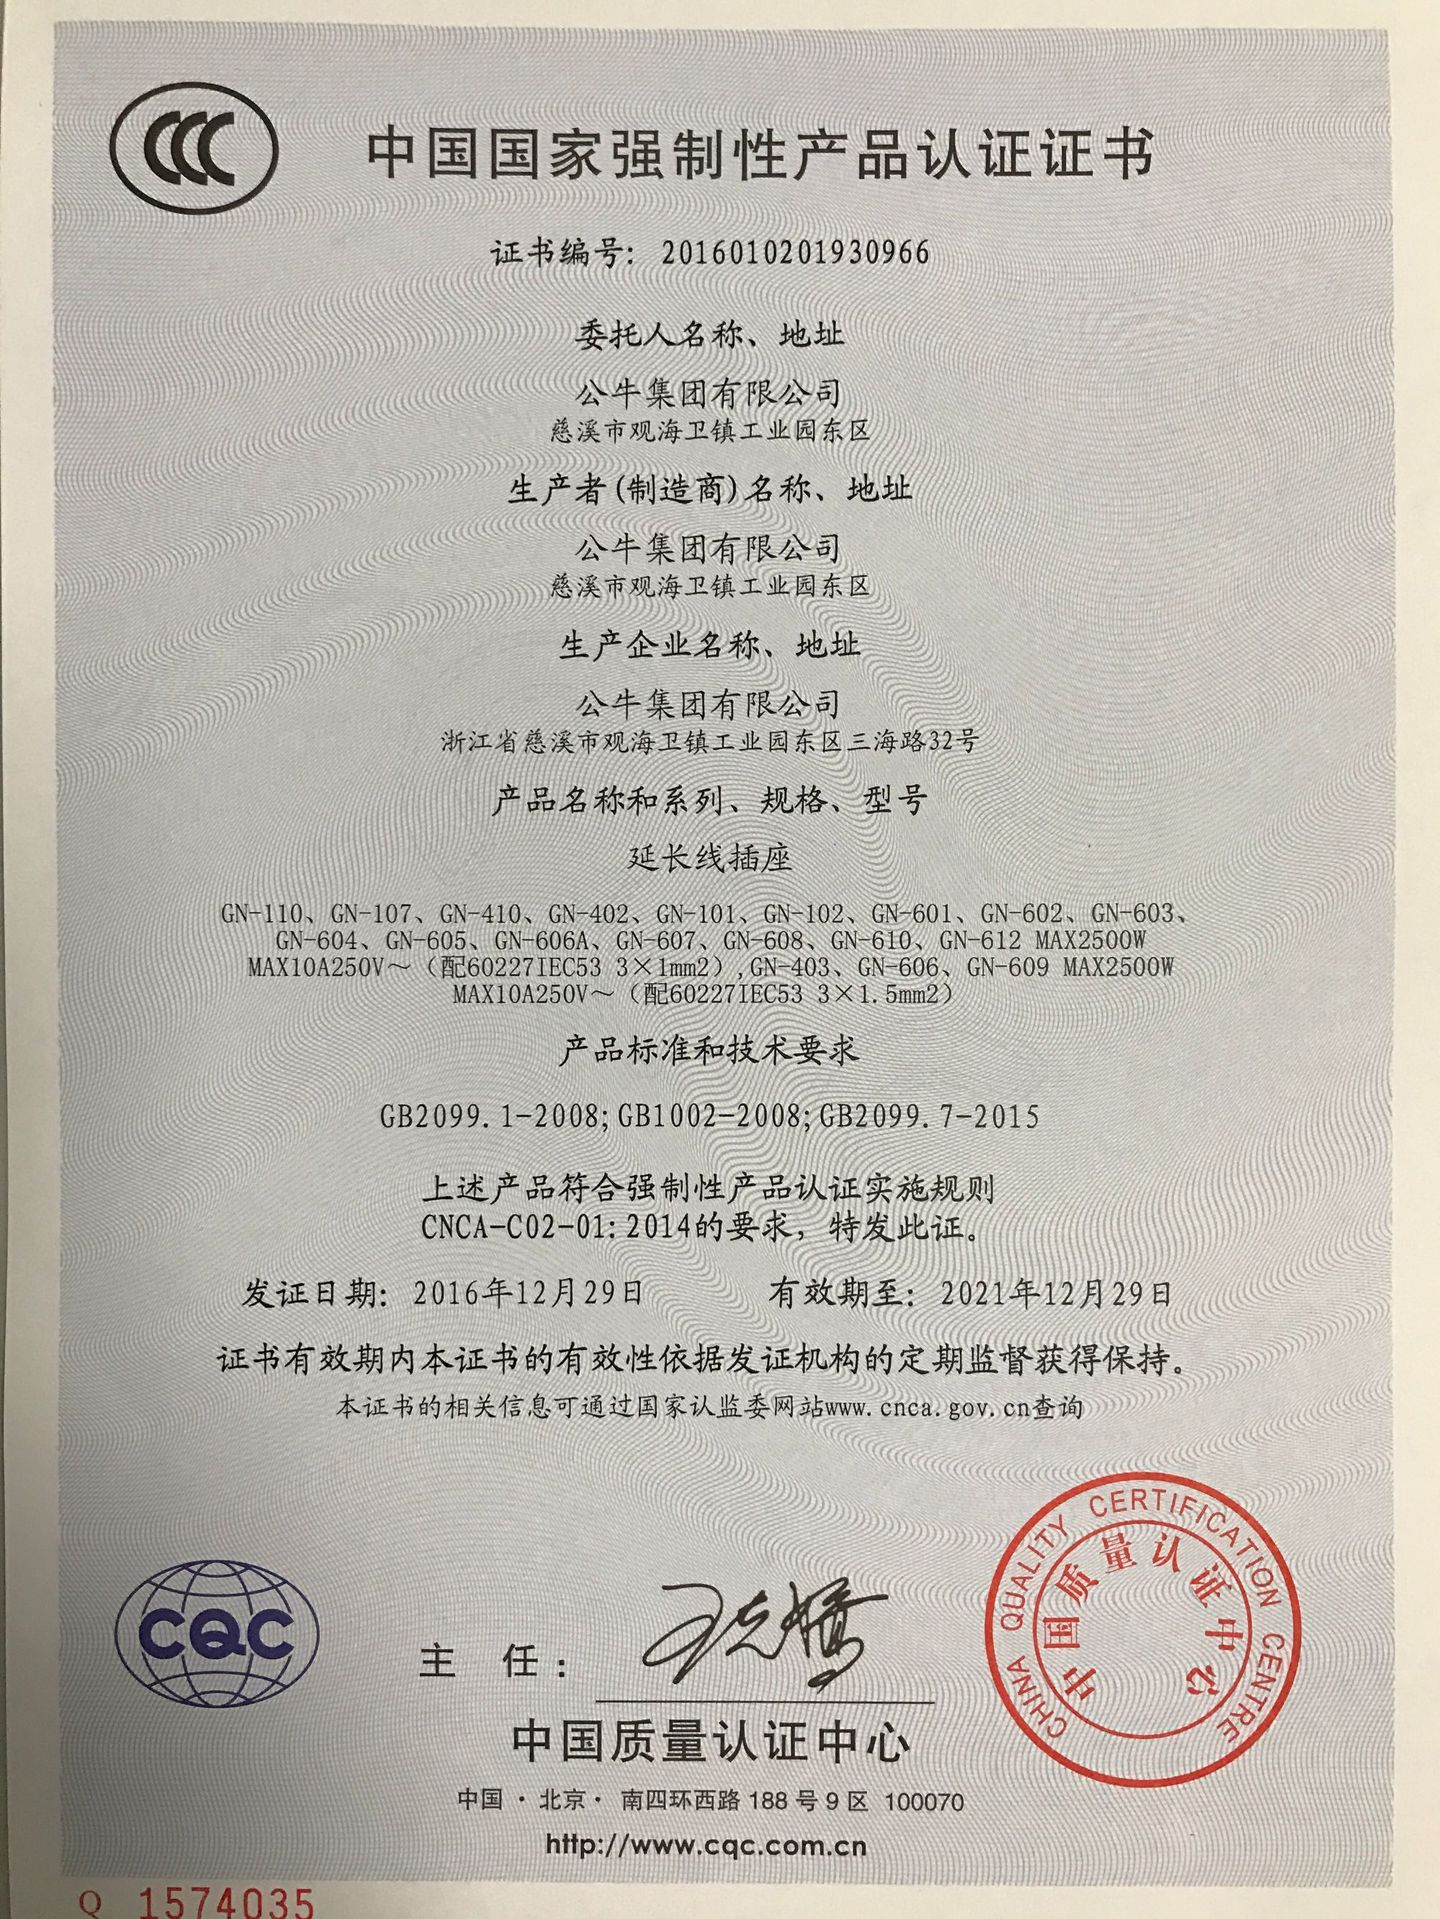 CCC
中国国家强制性产品认证证书
证书编号: 2016010201930966
委托人名称、地址
公牛集团有限公司
慈溪市观海卫镇工业园东区
生产者(制造商)名称、地址
公牛集团有限公司
慈溪市观海卫镇工业园东区
生产企业名称、地址
公牛集团有限公司
浙江省慈溪市观海卫镇工业园东区三海路32号
产品名称和系列、规格、型号
延长线插座
GN-110、GN-107、GN-410、GN-402、GN-101、GN-102、GN-601、GN-602、GN-603、
GN-604、GN-605、GN-606A、GN-607、GN-608、GN-610、GN-612 MAX2500W
MAX10A250V～（配60227IEC53 3×1mm2）,GN-403、GN-606、GN-609 MAX2500W
MAX10A250V～（配60227IEC53 3×1.5mm2）
产品标准和技术要求
GB2099.1-2008;GB1002-2008;GB2099.7-2015
上述产品符合强制性产品认证实施规则
CNCA-C02-01:2014的要求，特发此证。
发证日期: 2016年12月29日 有效期至: 2021年12月29日
证书有效期内本证书的有效性依据发证机构的定期监督获得保持。
本证书的相关信息可通过国家认监委网站www.cnca.gov.cn查询
CQC
主 任:
CHINA QUALITY CERTIFICATION CENTRE
中国质量认证中心
中国质量认证中心
中国·北京·南四环西路 188 号 9 区 100070
http://www.cqc.com.cn
Q 1574035